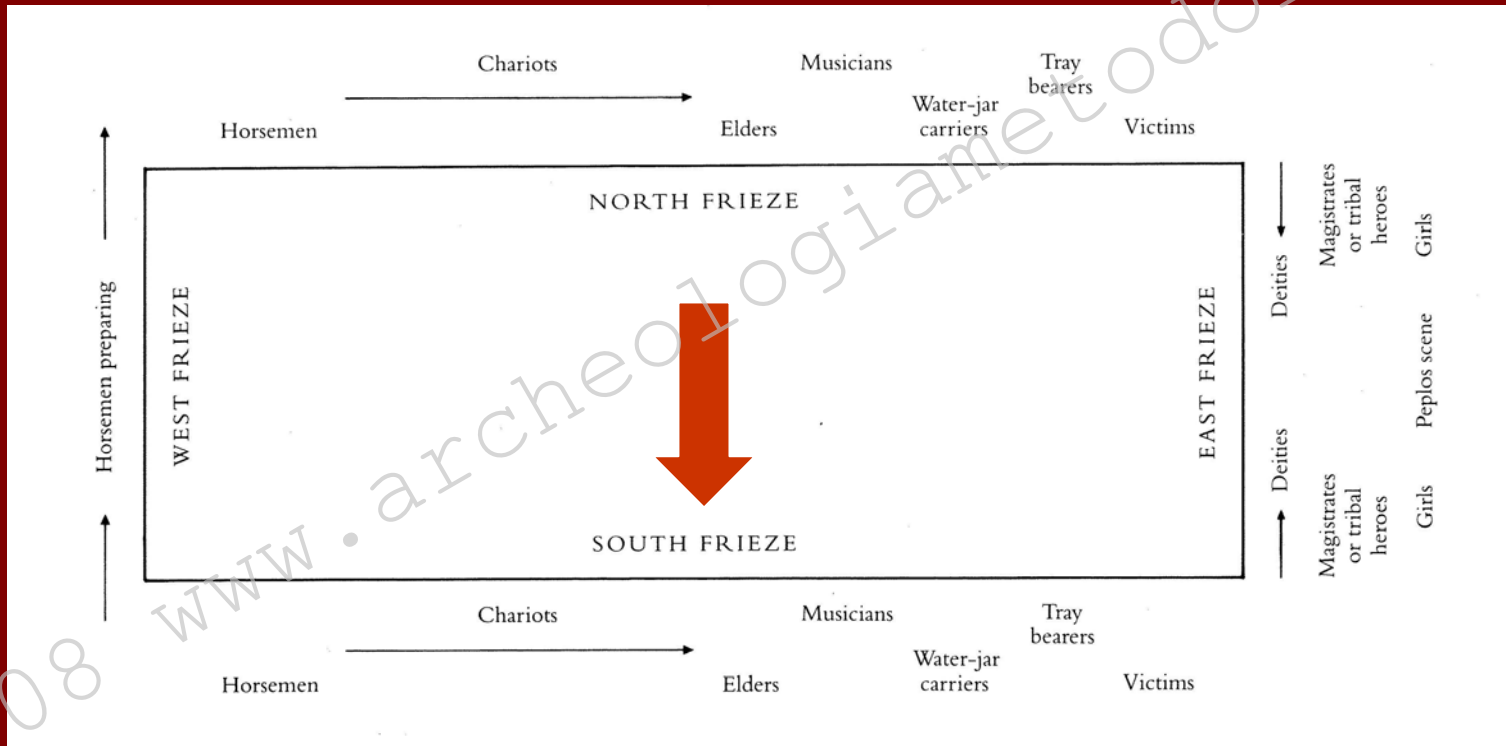 Chariots
Musicians
Tray
bearers
Water-jar
carriers
Horsemen
Elders
Victims
NORTH FRIEZE
Horsemen preparing
WEST FRIEZE
EAST FRIEZE
Deities
Deities
Magistrates
or tribal
heroes
Girls
Peplos scene
Magistrates
or tribal
heroes
Girls
SOUTH FRIEZE
Chariots
Musicians
Tray
bearers
Water-jar
carriers
Horsemen
Elders
Victims
08 www.archeologiametodo